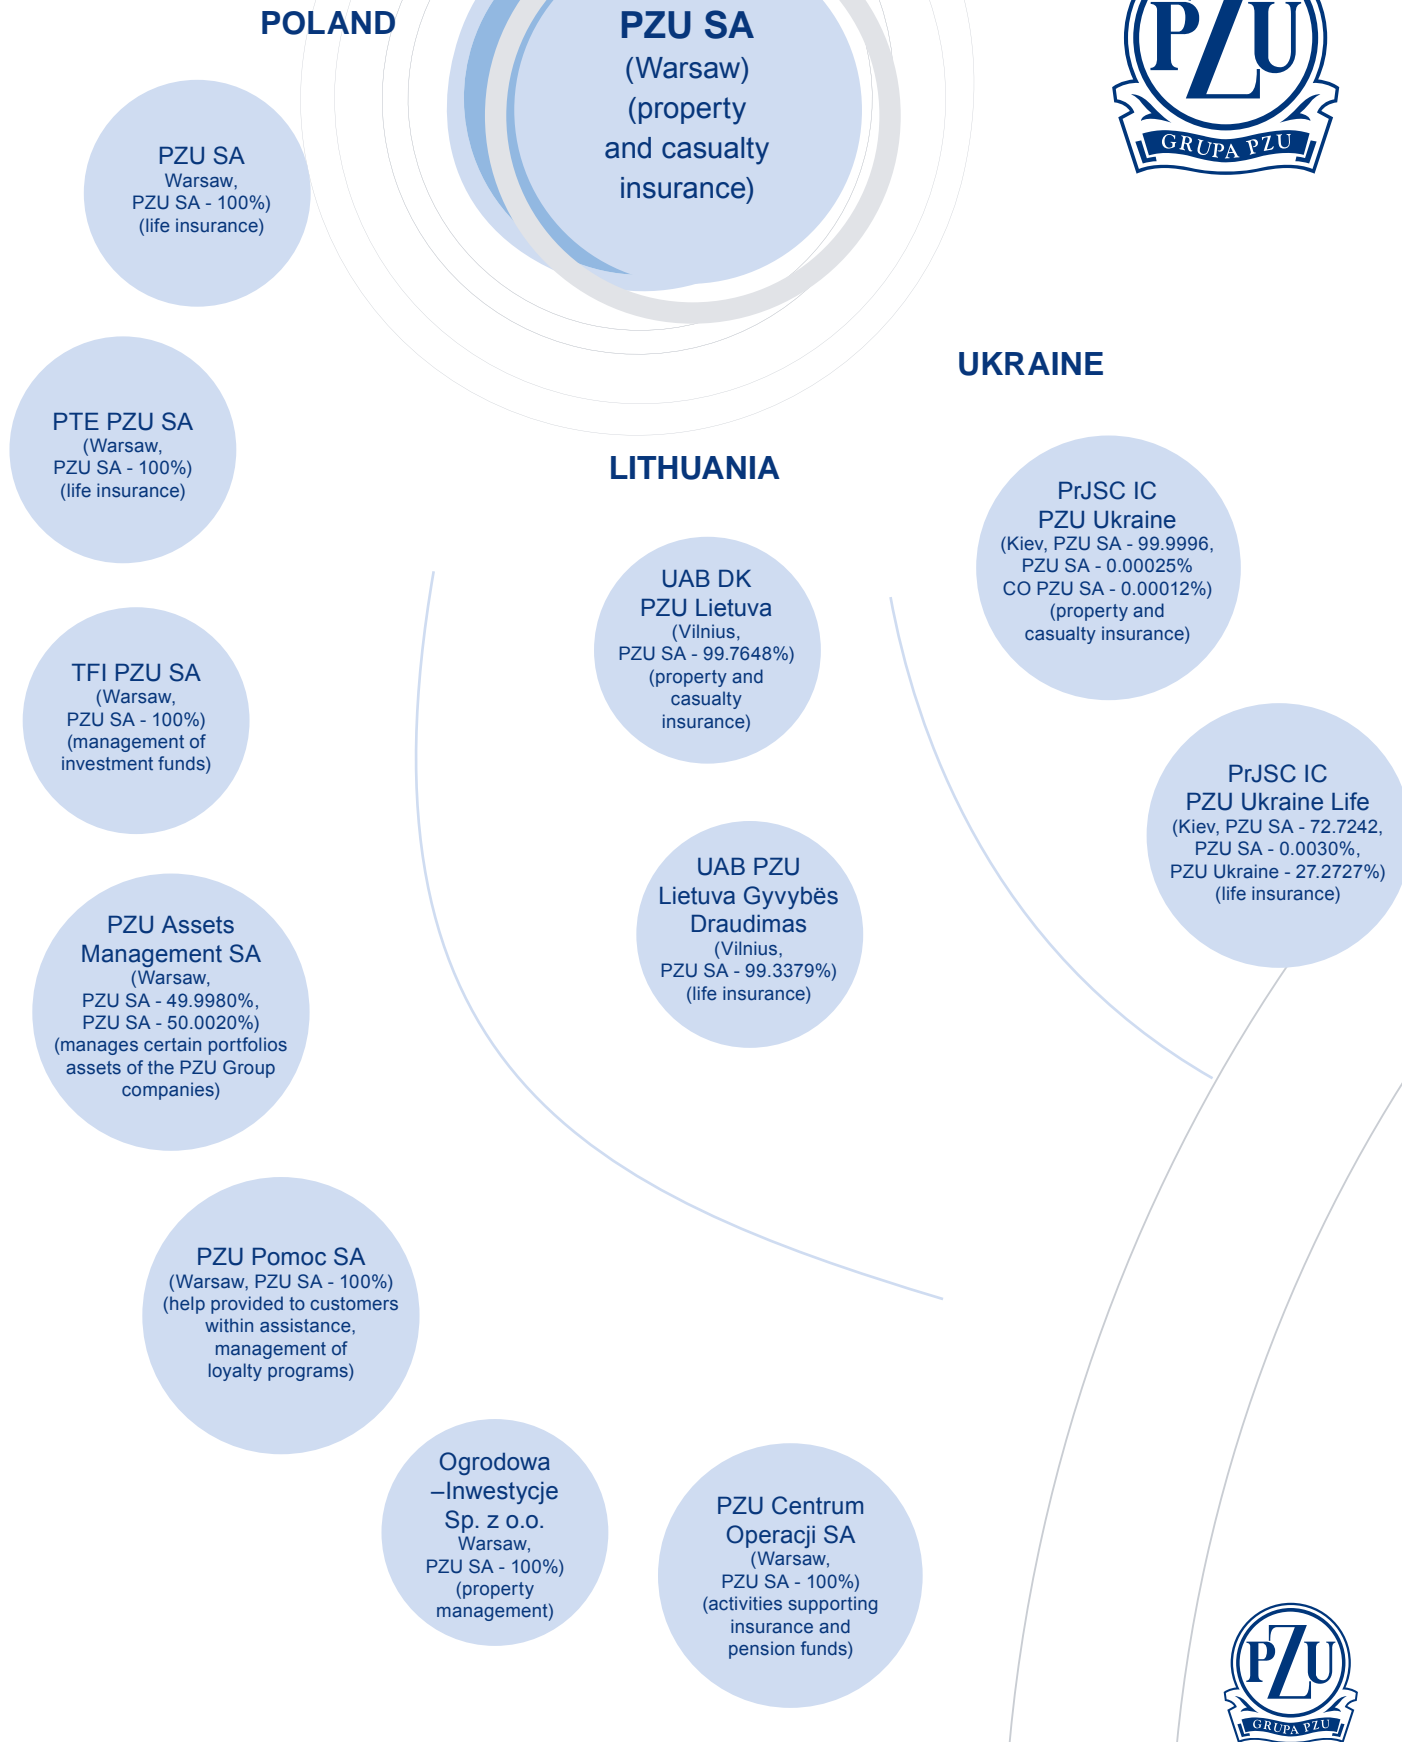 POLAND
PZU SA
(Warsaw)
(property
and casualty
insurance)
PZU
GRUPA PZU
PZU SA
Warsaw,
PZU SA - 100%)
(life insurance)
PTE PZU SA
(Warsaw,
PZU SA - 100%)
(life insurance)
TFI PZU SA
(Warsaw,
PZU SA - 100%)
(management of
investment funds)
PZU Assets
Management SA
(Warsaw,
PZU SA - 49.9980%,
PZU SA - 50.0020%)
(manages certain portfolios
assets of the PZU Group
companies)
PZU Pomoc SA
(Warsaw, PZU SA - 100%)
(help provided to customers
within assistance,
management of
loyalty programs)
Ogrodowa
–Inwestycje
Sp. z o.o.
Warsaw,
PZU SA - 100%)
(property
management)
PZU Centrum
Operacji SA
(Warsaw,
PZU SA - 100%)
(activities supporting
insurance and
pension funds)
LITHUANIA
UAB DK
PZU Lietuva
(Vilnius,
PZU SA - 99.7648%)
(property and
casualty
insurance)
UAB PZU
Lietuva Gyvybës
Draudimas
(Vilnius,
PZU SA - 99.3379%)
(life insurance)
UKRAINE
PrJSC IC
PZU Ukraine
(Kiev, PZU SA - 99.9996,
PZU SA - 0.00025%
CO PZU SA - 0.00012%)
(property and
casualty insurance)
PrJSC IC
PZU Ukraine Life
(Kiev, PZU SA - 72.7242,
PZU SA - 0.0030%,
PZU Ukraine - 27.2727%)
(life insurance)
PZU
GRUPA PZU